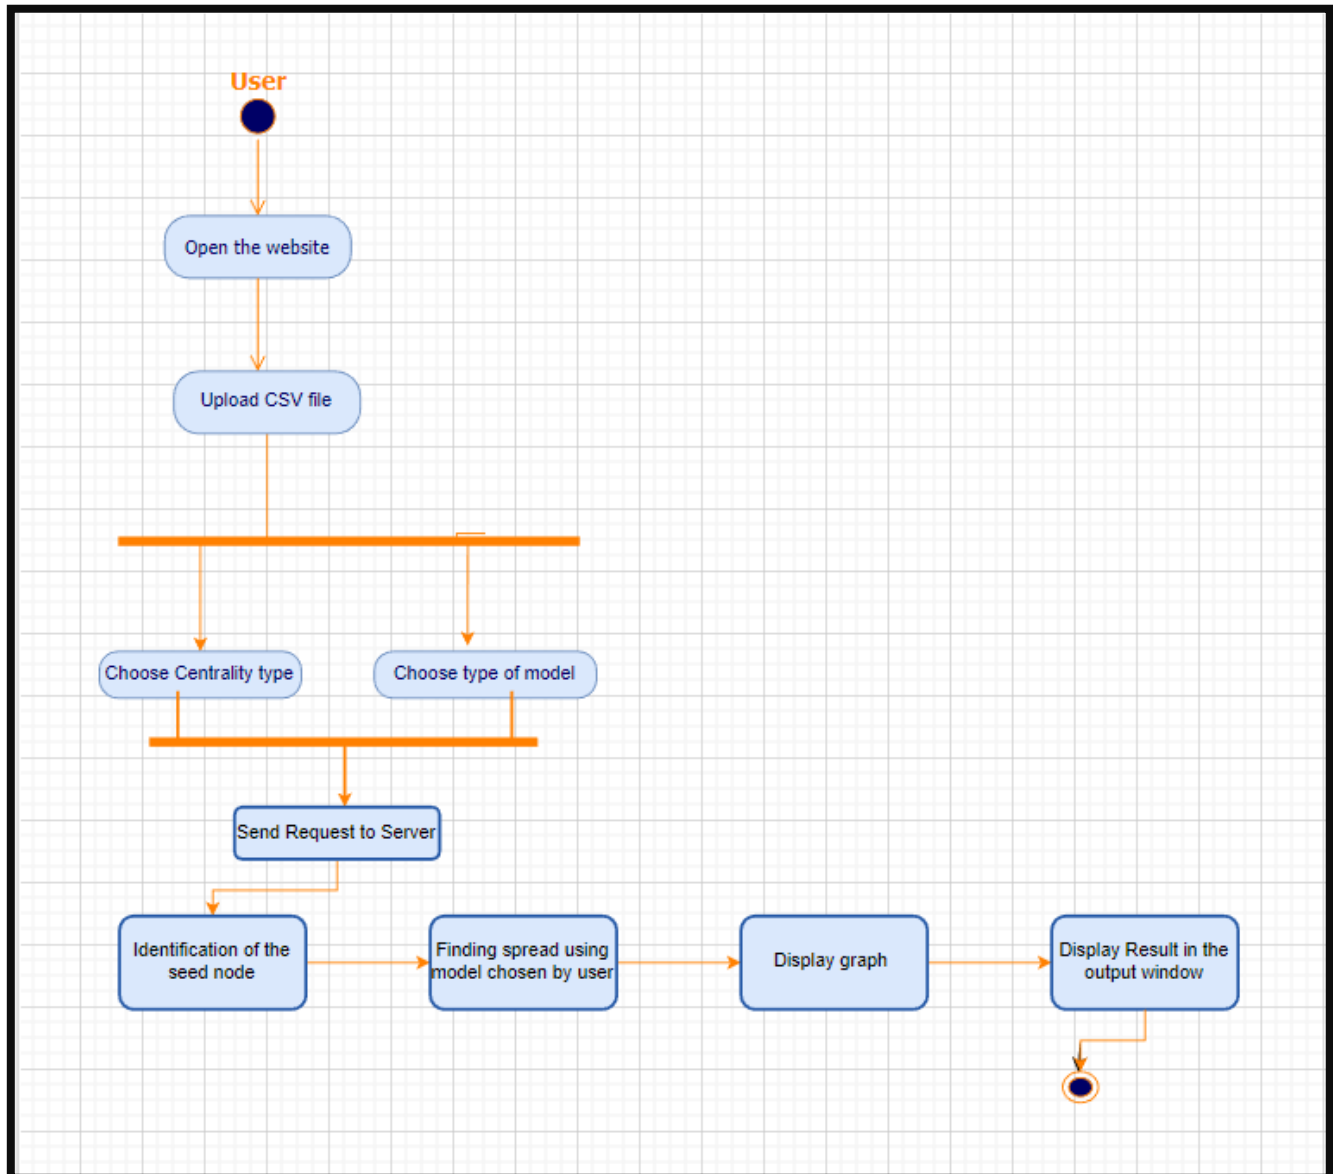 User
Open the website
Upload CSV file
Choose Centrality type
Choose type of model
Send Request to Server
Identification of the
seed node
Finding spread using
model chosen by user
Display graph
Display Result in the
output window